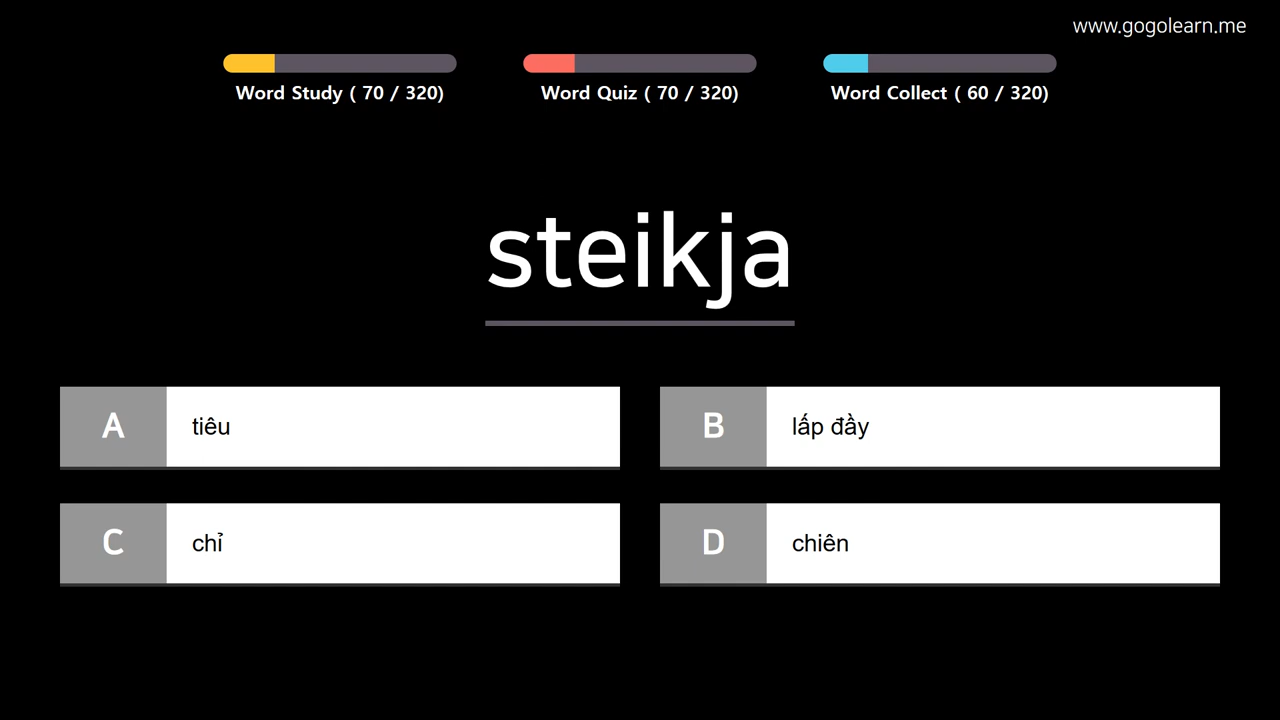 www.gogolearn.me
Word Study ( 70 / 320)
Word Quiz ( 70 / 320)
Word Collect ( 60 / 320)
steikja
A tiêu
B lấp đầy
C chỉ
D chiên